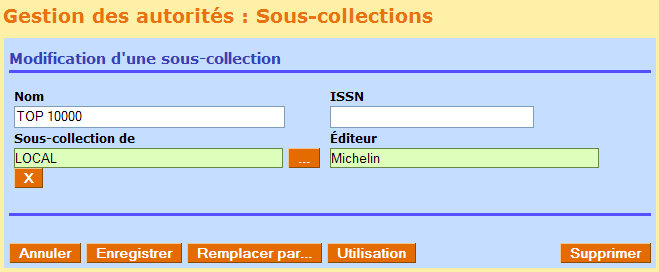 Gestion des autorités : Sous-collections
Modification d'une sous-collection
Nom ISSN
TOP 10000
Sous-collection de Éditeur
LOCAL ... Michelin
X
Annuler Enregistrer Remplacer par... Utilisation Supprimer